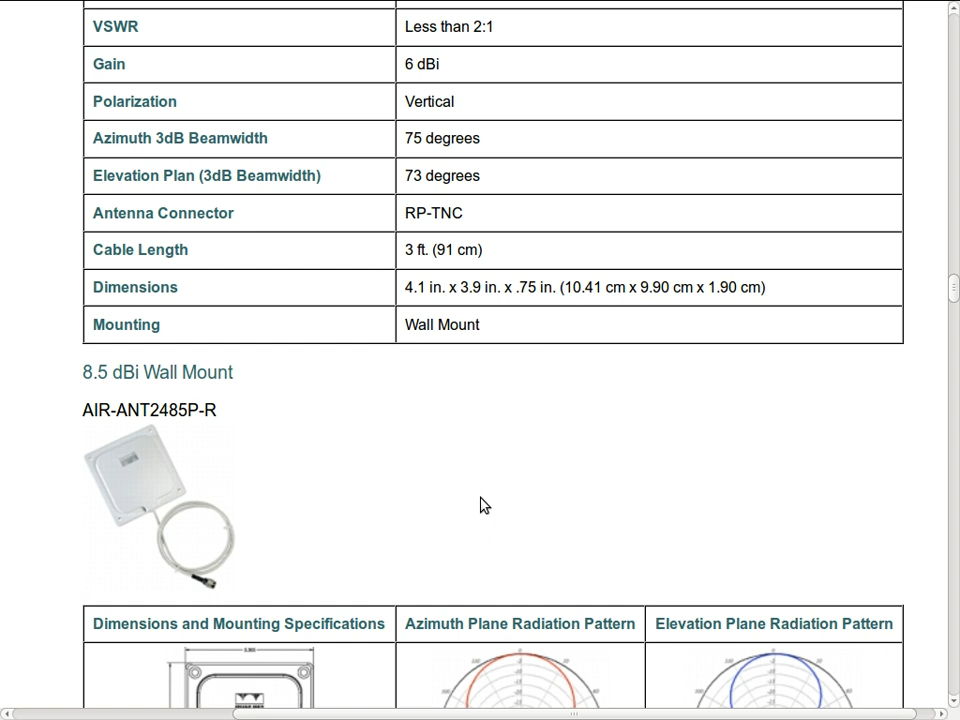 VSWR Less than 2:1
Gain 6 dBi
Polarization Vertical
Azimuth 3dB Beamwidth 75 degrees
Elevation Plan (3dB Beamwidth) 73 degrees
Antenna Connector RP-TNC
Cable Length 3 ft. (91 cm)
Dimensions 4.1 in. x 3.9 in. x .75 in. (10.41 cm x 9.90 cm x 1.90 cm)
Mounting Wall Mount
8.5 dBi Wall Mount
AIR-ANT2485P-R
Dimensions and Mounting Specifications Azimuth Plane Radiation Pattern Elevation Plane Radiation Pattern